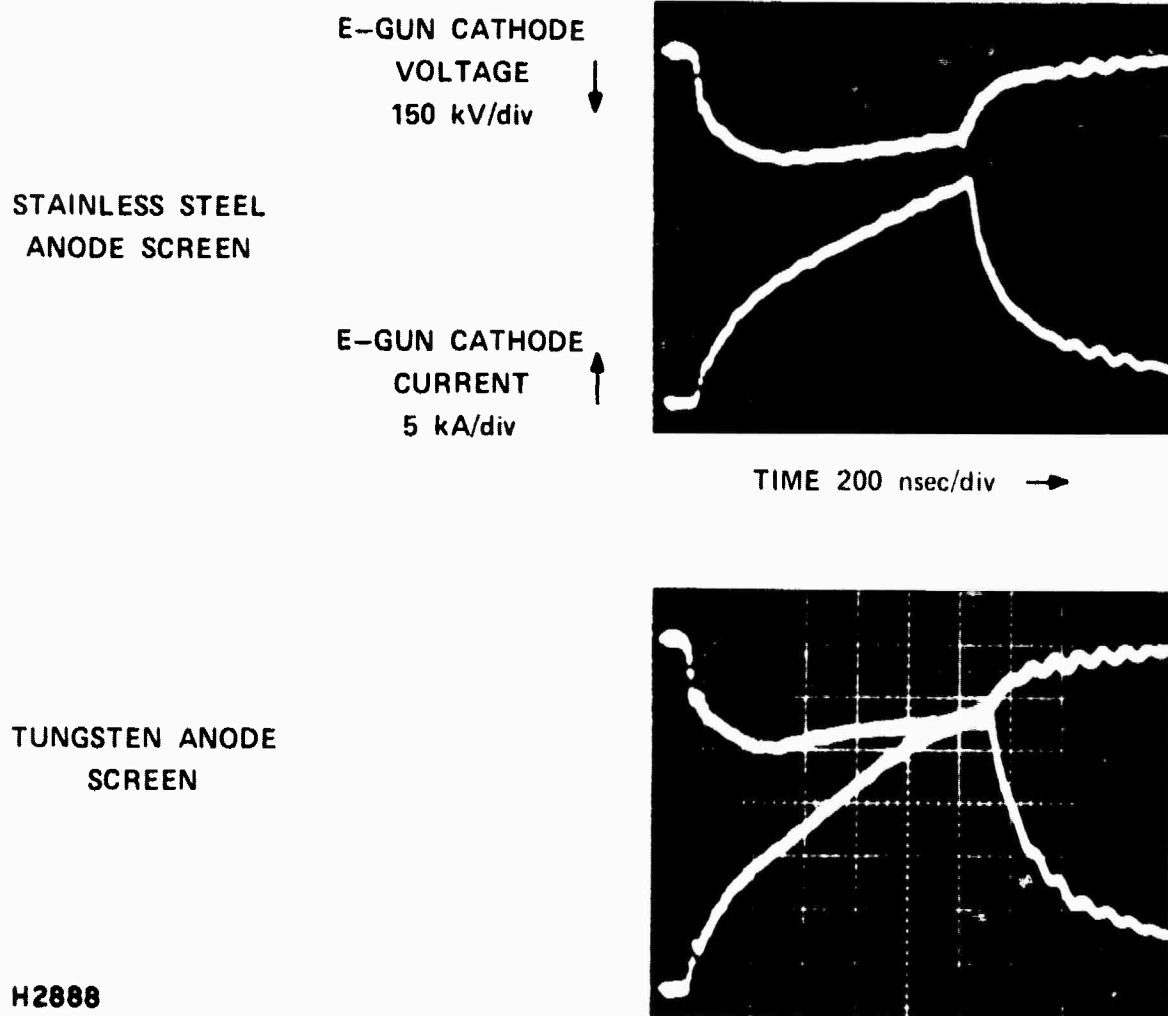 E–GUN CATHODE
VOLTAGE
150 kV/div
STAINLESS STEEL
ANODE SCREEN
E–GUN CATHODE
CURRENT
5 kA/div
TIME 200 nsec/div
TUNGSTEN ANODE
SCREEN
H2888